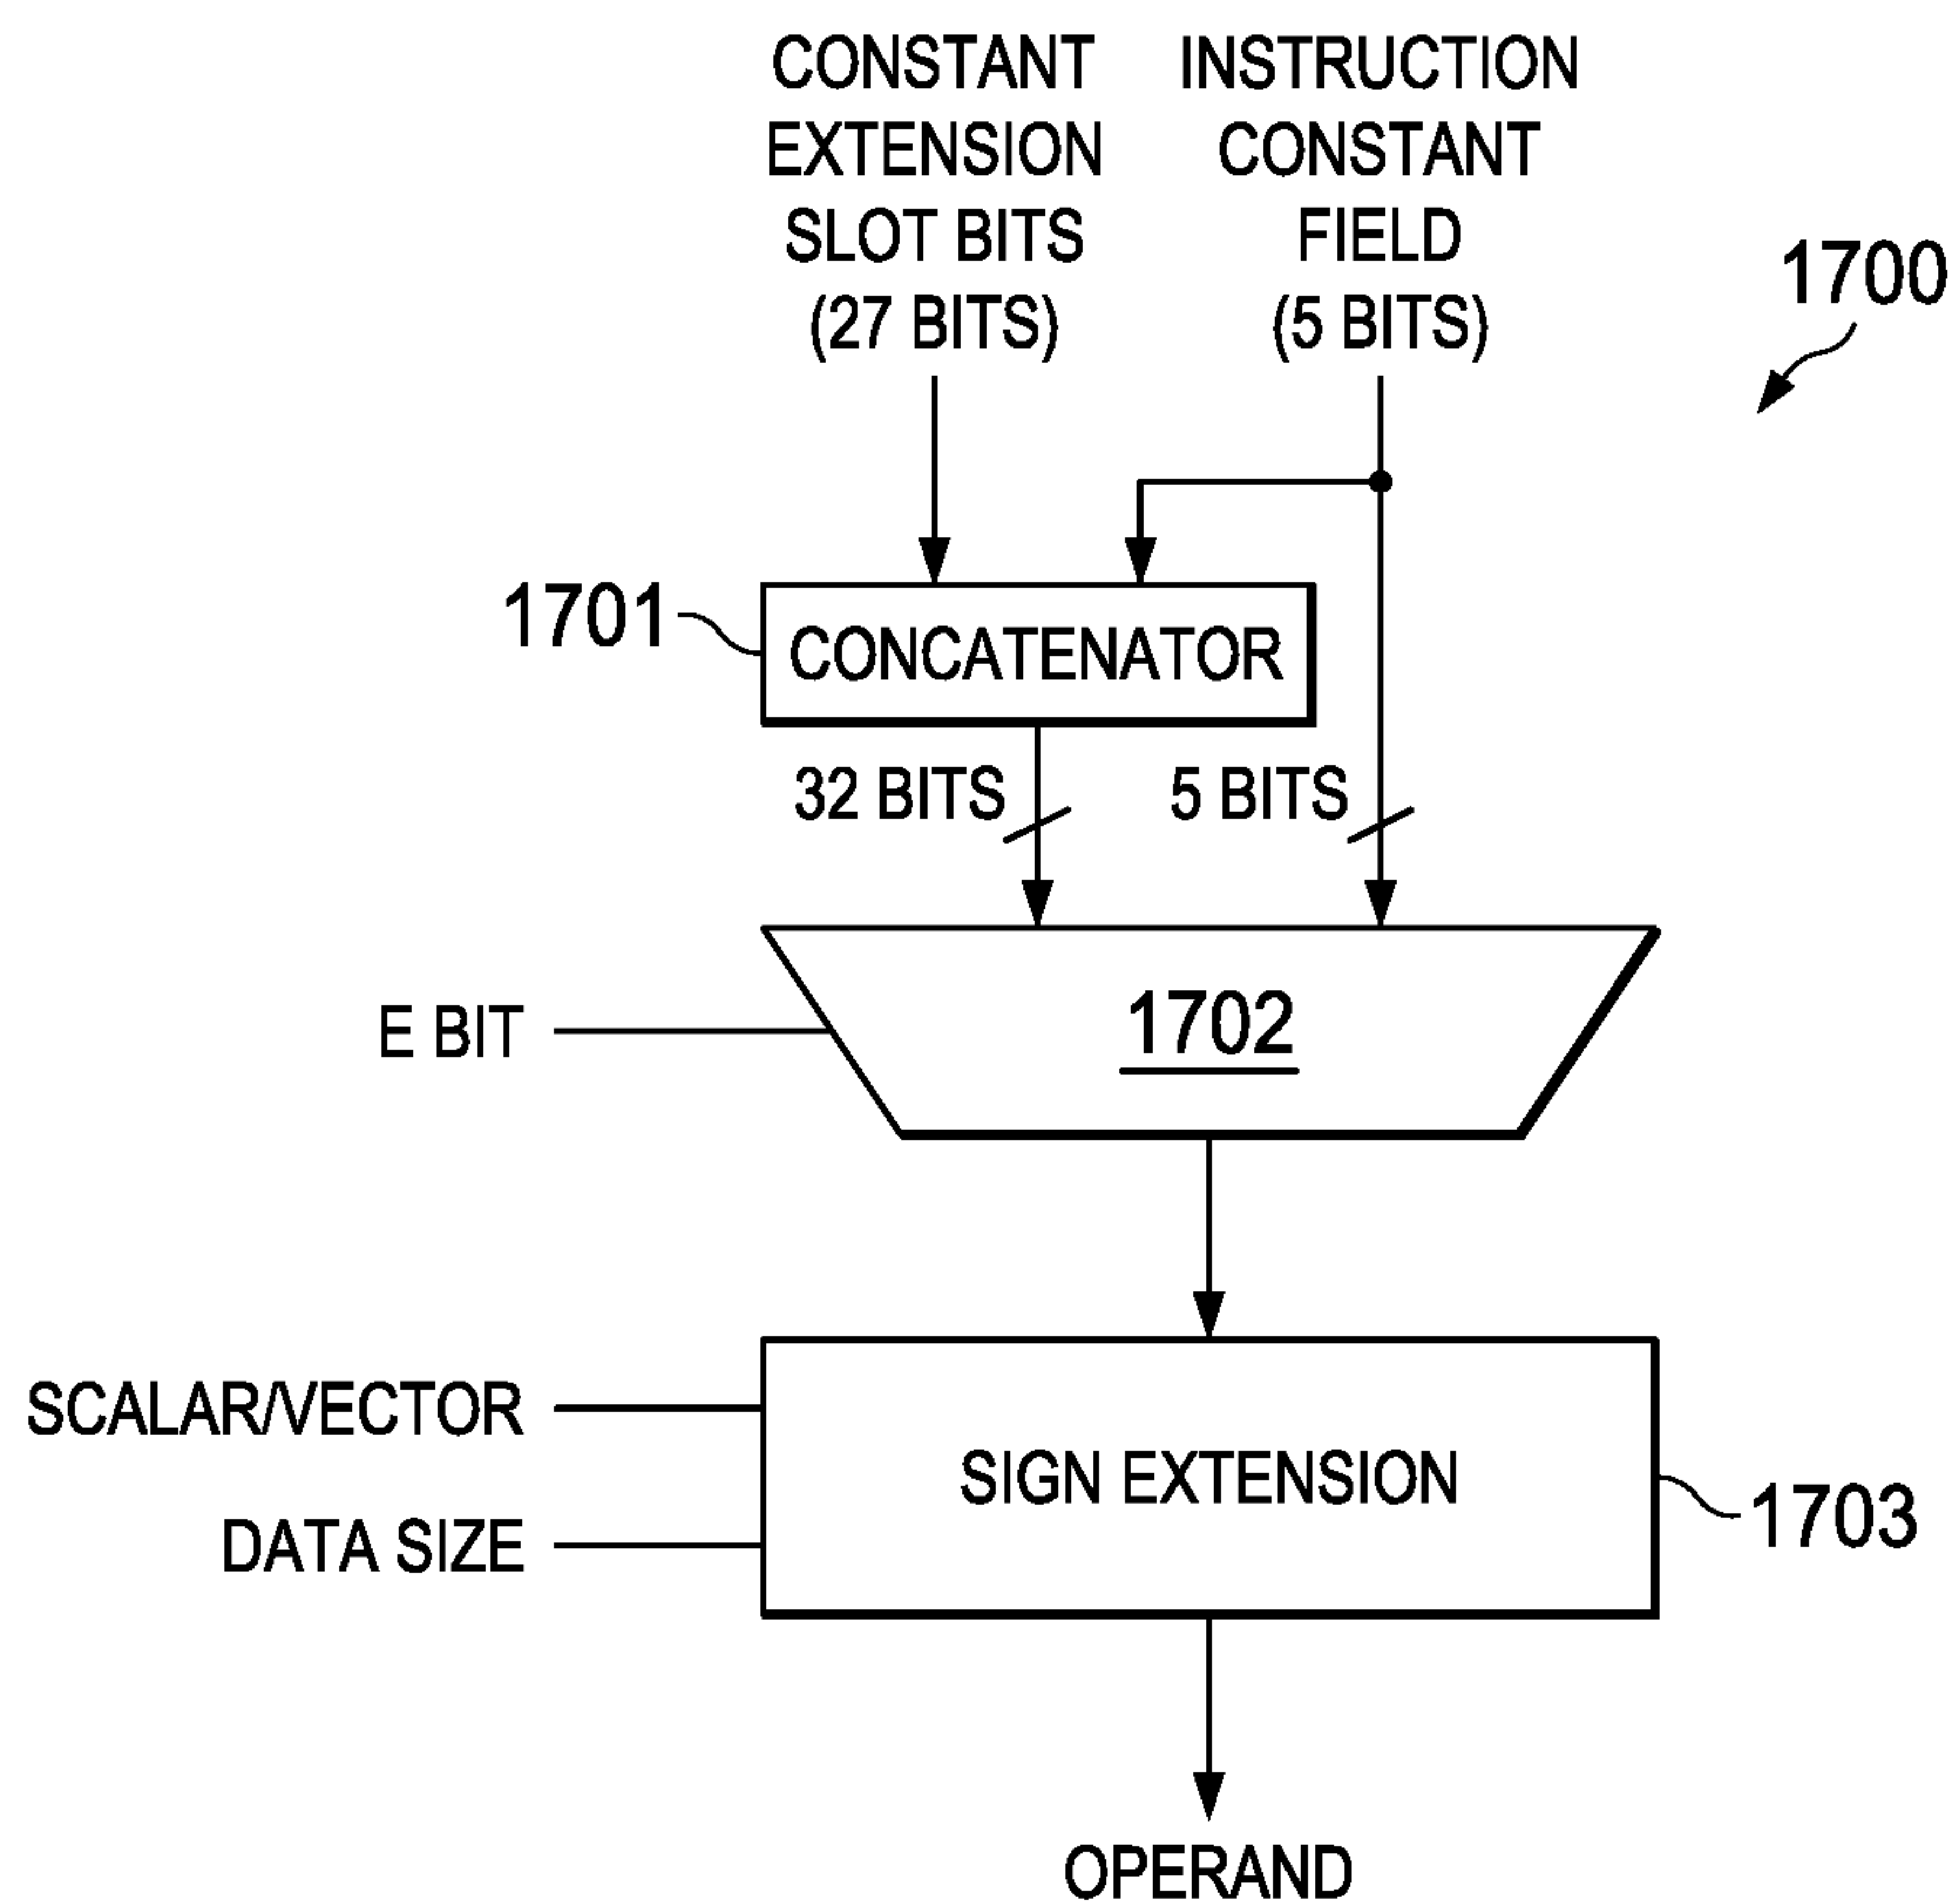 CONSTANT
EXTENSION
SLOT BITS
(27 BITS)
INSTRUCTION
CONSTANT
FIELD
(5 BITS)
1700
1701
CONCATENATOR
32 BITS
5 BITS
E BIT
1702
SCALAR/VECTOR
DATA SIZE
SIGN EXTENSION
1703
OPERAND